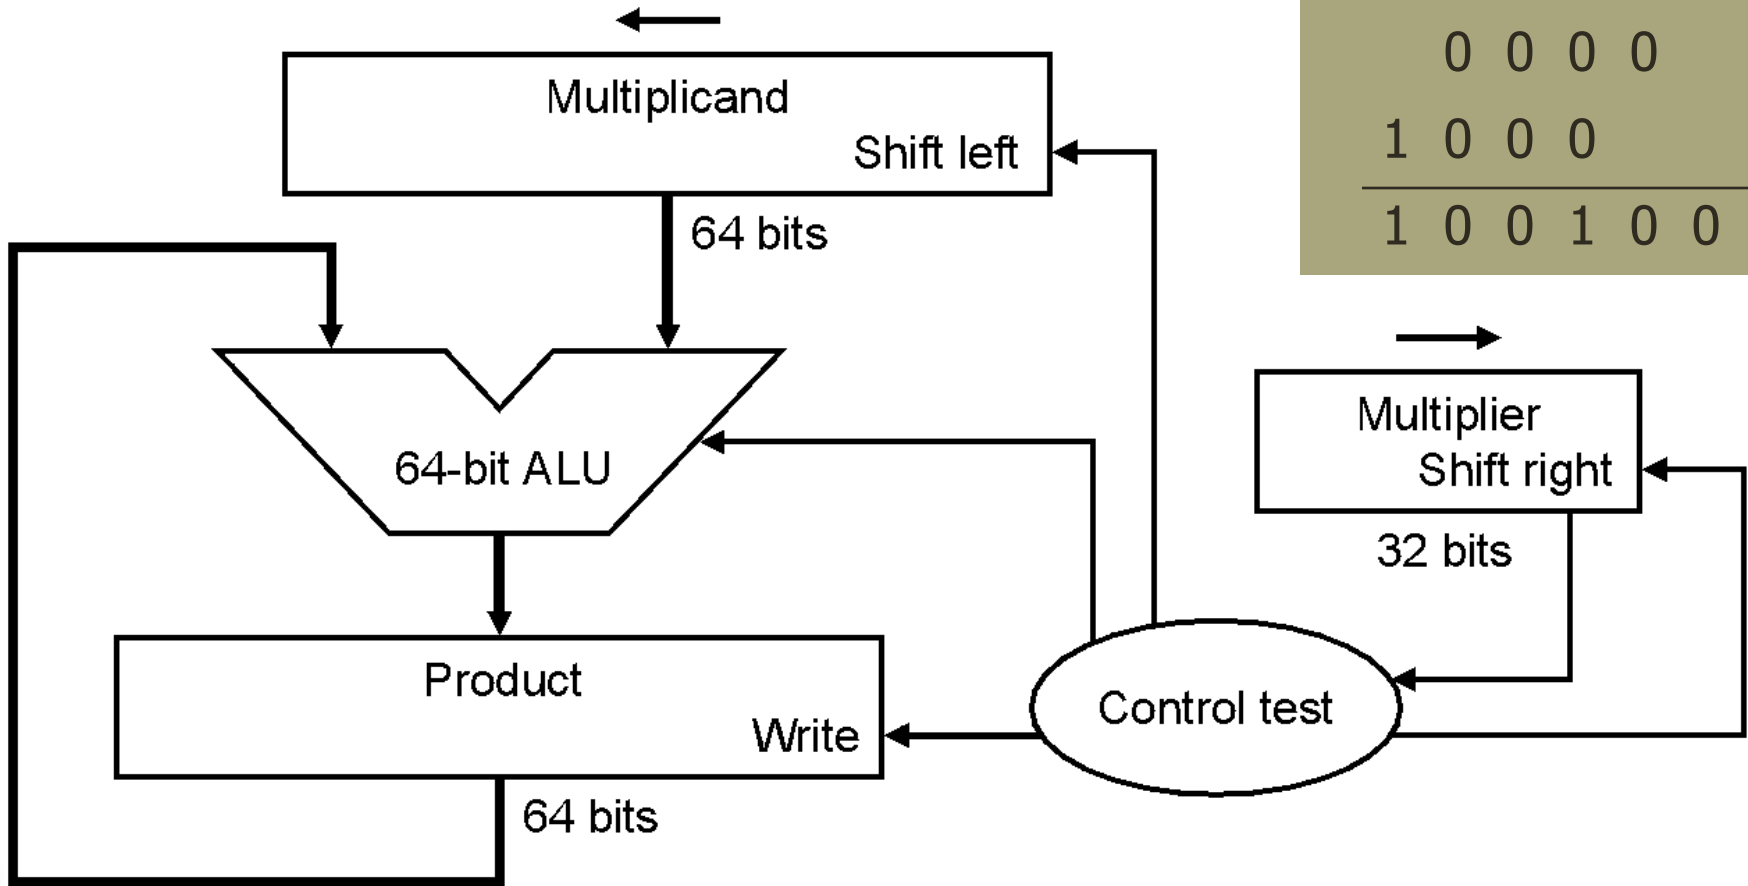 Multiplicand
Shift left
64 bits
0 0 0 0
1 0 0 0
1 0 0 1 0 0
64-bit ALU
Multiplier
Shift right
32 bits
Product
Write
64 bits
Control test